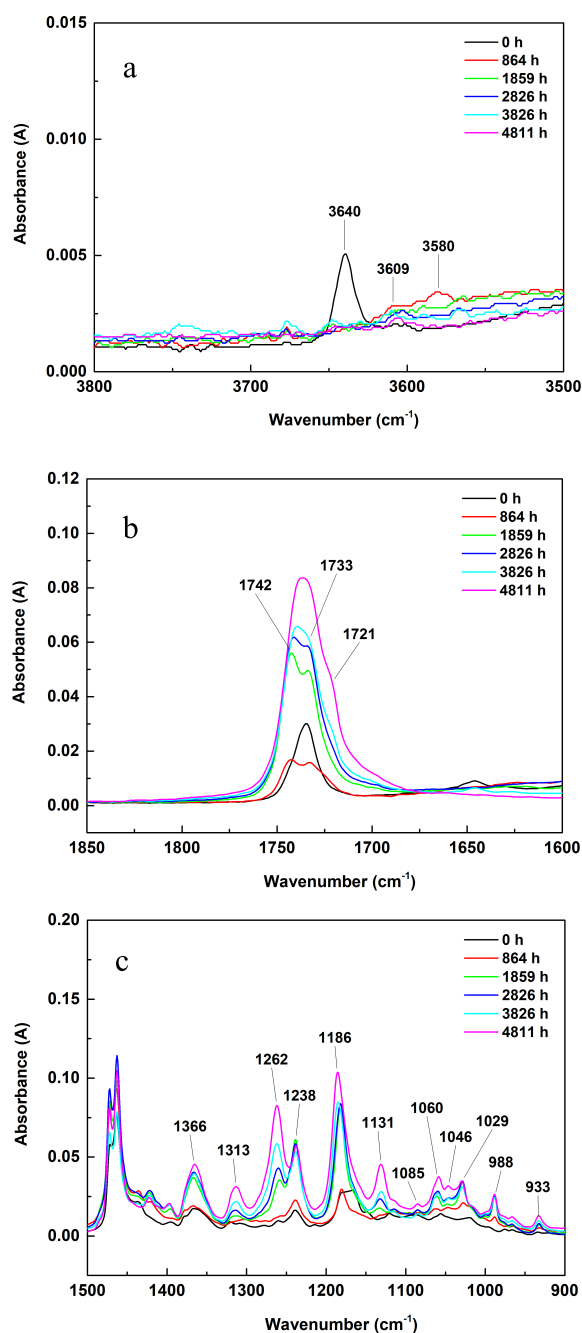 0.015
a
0 h
864 h
1859 h
2826 h
3826 h
4811 h
0.010
Absorbance (A)
3640
0.005
3609
3580
0.000
3800
3700
3600
3500
Wavenumber (cm-1)
0.12
b
0 h
864 h
1859 h
2826 h
3826 h
4811 h
0.10
0.08
1742
1733
1721
0.06
Absorbance (A)
0.04
0.02
0.00
1850
1800
1750
1700
1650
1600
Wavenumber (cm-1)
0.20
c
0 h
864 h
1859 h
2826 h
3826 h
4811 h
0.15
Absorbance (A)
0.10
0.05
0.00
1366
1313
1262
1238
1186
1131
1085
1060
1046
1029
988
933
1500
1400
1300
1200
1100
1000
900
Wavenumber (cm-1)